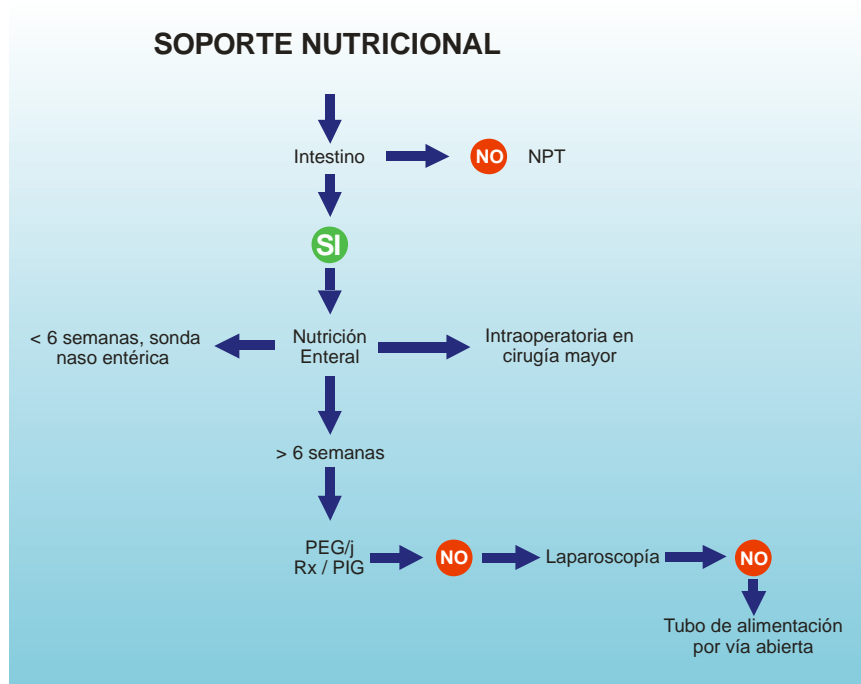 SOPORTE NUTRICIONAL
Intestino
NO
NPT
SI
< 6 semanas, sonda
naso entérica
Nutrición
Enteral
Intraoperatoria en
cirugía mayor
> 6 semanas
PEG/j
Rx / PIG
NO
Laparoscopía
NO
Tubo de alimentación
por vía abierta